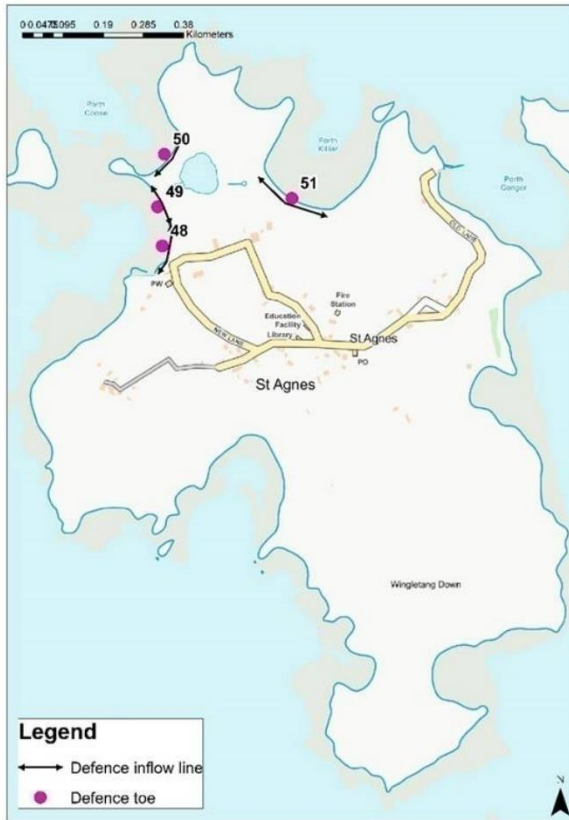 0 0.0475 0.095 0.19 0.285 0.38
Kilometers
Porth
Coose
50
Porth
Killier
49
51
Porth
Conger
48
OLD LANE
PW
Fire
Station
Education
Facility
NEW LANE
Library
St Agnes
PO
St Agnes
Wingletang Down
Legend
Defence inflow line
Defence toe
N